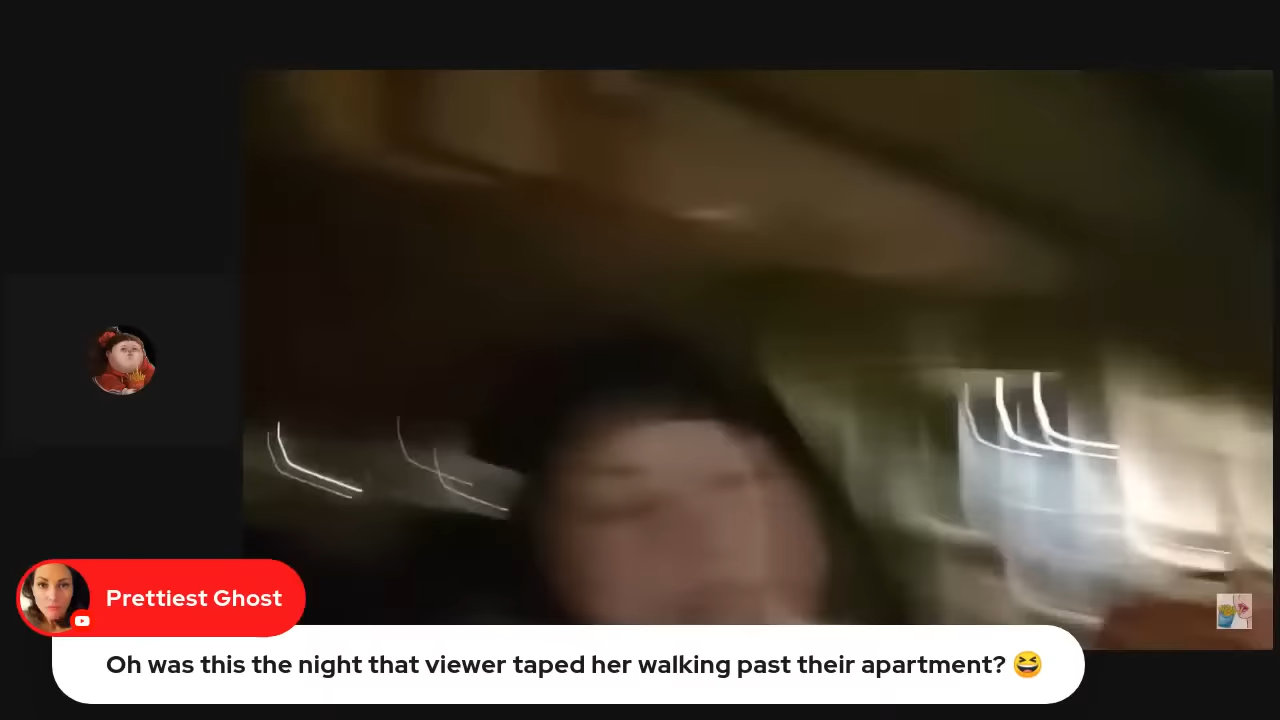 Prettiest Ghost
Oh was this the night that viewer taped her walking past their apartment? 😆